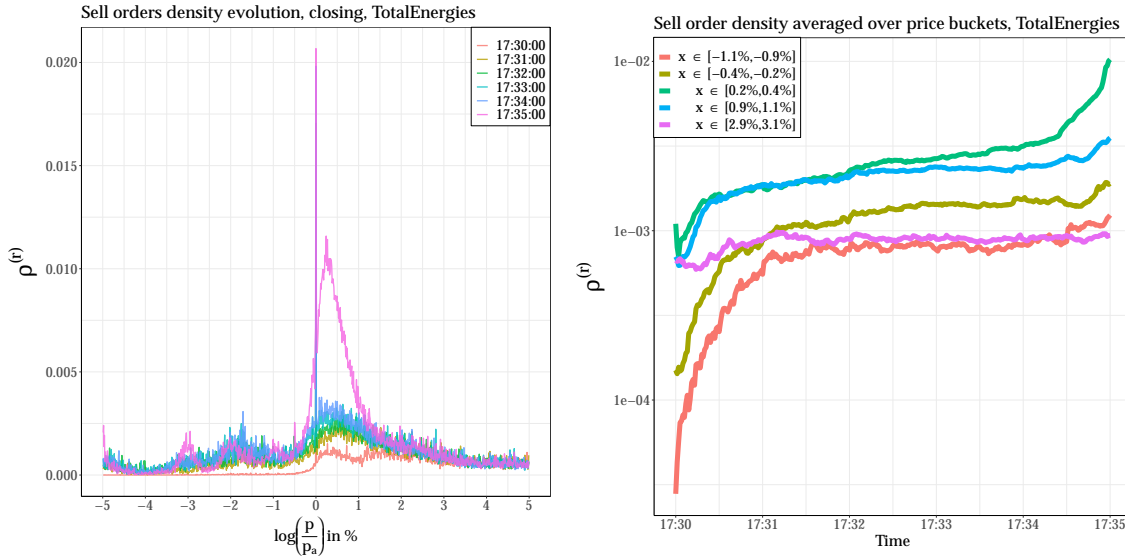 Sell orders density evolution, closing, TotalEnergies
17:30:00
17:31:00
17:32:00
17:33:00
17:34:00
17:35:00
0.020
0.015
0.010
0.005
0.000
ρ^(r)
−5 −4 −3 −2 −1 0 1 2 3 4 5
log(p/p_a) in %
Sell order density averaged over price buckets, TotalEnergies
x ∈ [−1.1%,−0.9%]
x ∈ [−0.4%,−0.2%]
x ∈ [0.2%,0.4%]
x ∈ [0.9%,1.1%]
x ∈ [2.9%,3.1%]
1e−02
1e−03
1e−04
ρ^(r)
17:30 17:31 17:32 17:33 17:34 17:35
Time